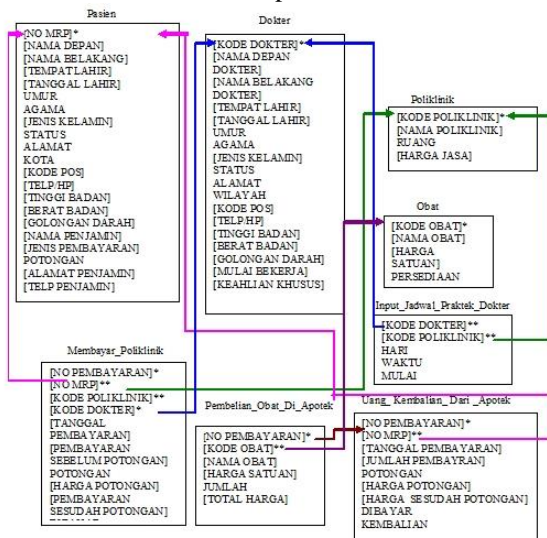 Pasien
[NO MRP]*
[NAMA DEPAN]
[NAMA BELAKANG]
[TEMPAT LAHIR]
[TANGGAL LAHIR]
UMUR
AGAMA
[JENIS KELAMIN]
STATUS
ALAMAT
KOTA
[KODE POS]
[TELP/HP]
[TINGGI BADAN]
[BERAT BADAN]
[GOLONGAN DARAH]
[NAMA PENJAMIN]
[JENIS PEMBAYARAN]
POTONGAN
[ALAMAT PENJAMIN]
[TELP PENJAMIN]
Dokter
[KODE DOKTER]*
[NAMA DEPAN
DOKTER]
[NAMA BELAKANG
DOKTER]
[TEMPAT LAHIR]
[TANGGAL LAHIR]
UMUR
AGAMA
[JENIS KELAMIN]
STATUS
ALAMAT
WILAYAH
[KODE POS]
[TELP/HP]
[TINGGI BADAN]
[BERAT BADAN]
[GOLONGAN DARAH]
[MULAI BEKERJA]
[KEAHLIAN KHUSUS]
Poliklinik
[KODE POLIKLINIK]*
[NAMA POLIKLINIK]
RUANG
[HARGA JASA]
Obat
[KODE OBAT]*
[NAMA OBAT]
[HARGA
SATUAN]
PERSEDIAAN
Input_Jadwal_Praktek_Dokter
[KODE DOKTER]**
[KODE POLIKLINIK]**
HARI
WAKTU
MULAI
Membayar_Poliklinik
[NO PEMBAYARAN]*
[NO MRP]**
[KODE POLIKLINIK]**
[KODE DOKTER]*
[TANGGAL
PEMBAYARAN]
[PEMBAYARAN
SEBELUM POTONGAN]
POTONGAN
[HARGA POTONGAN]
[PEMBAYARAN
SESUDAH POTONGAN]
Pembelian_Obat_Di_Apotek
[NO PEMBAYARAN]*
[KODE OBAT]**
[NAMA OBAT]
[HARGA SATUAN]
JUMLAH
[TOTAL HARGA]
Uang_Kembalian_Dari_Apotek
[NO PEMBAYARAN]*
[NO MRP]**
[TANGGAL PEMBAYARAN]
[JUMLAH PEMBAYRAN]
POTONGAN
[HARGA POTONGAN]
[HARGA SESUDAH POTONGAN]
DIBAYAR
KEMBALIAN